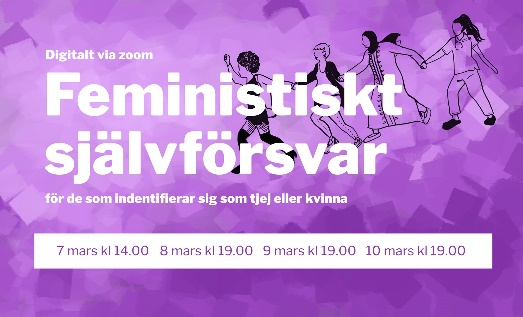 Digitalt via zoom
Feministiskt
självförsvar
för de som indentifierar sig som tjej eller kvinna
7 mars kl 14.00 8 mars kl 19.00 9 mars kl 19.00 10 mars kl 19.00